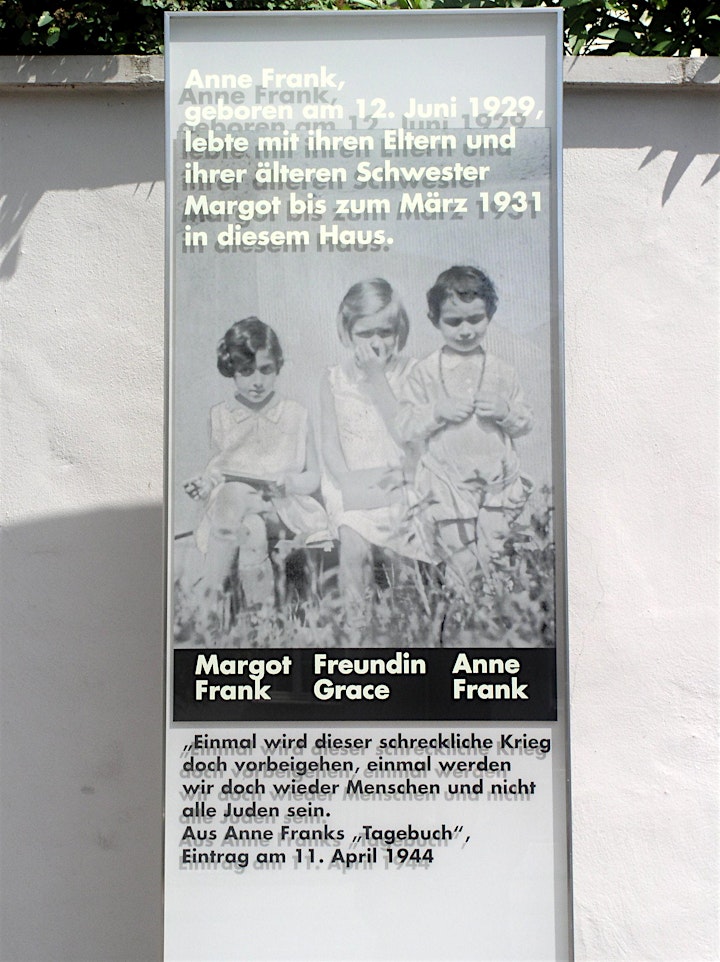 Anne Frank,
geboren am 12. Juni 1929,
lebte mit ihren Eltern und
ihrer älteren Schwester
Margot bis zum März 1931
in diesem Haus.
Margot Frank
Freundin Grace
Anne Frank
„Einmal wird dieser schreckliche Krieg
doch vorbeigehen, einmal werden
wir doch wieder Menschen und nicht
alle Juden sein.
Aus Anne Franks „Tagebuch“,
Eintrag am 11. April 1944